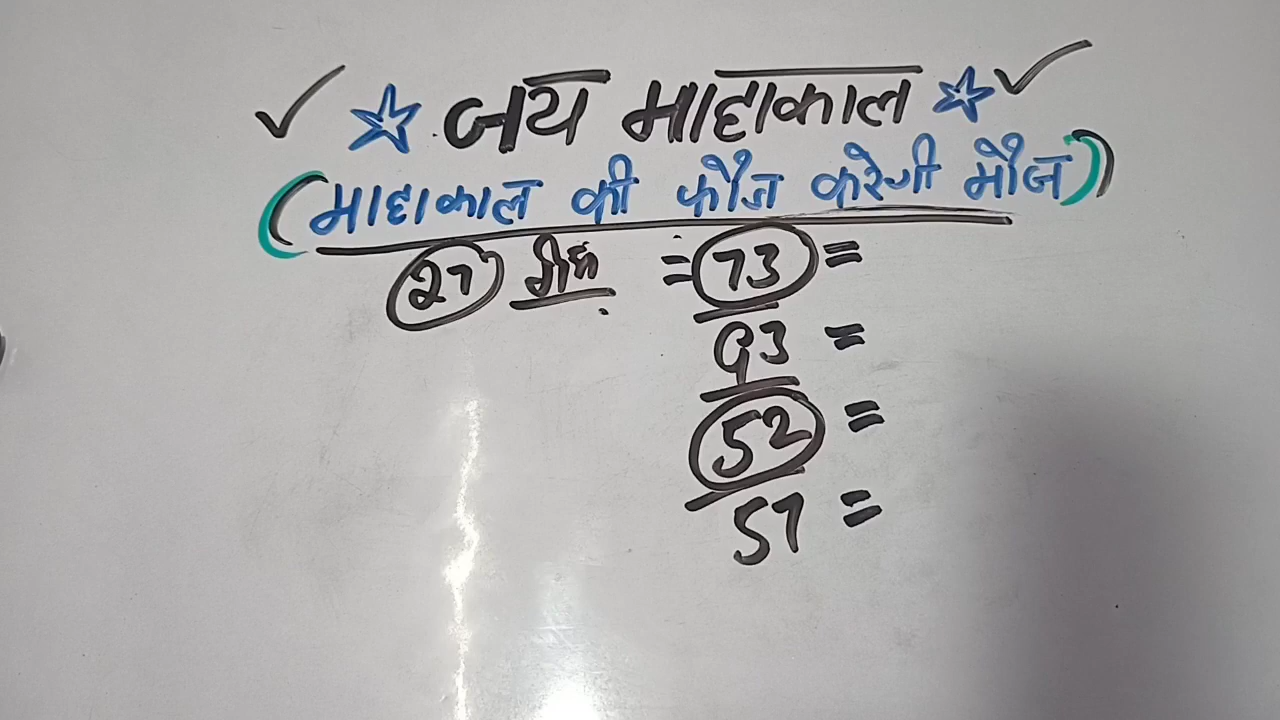 ✓ ☆ जय माहाकाल ☆ ✓
(माहाकाल की फौज करेगी मौज)
27 = 73 =
93 =
52 =
57 =